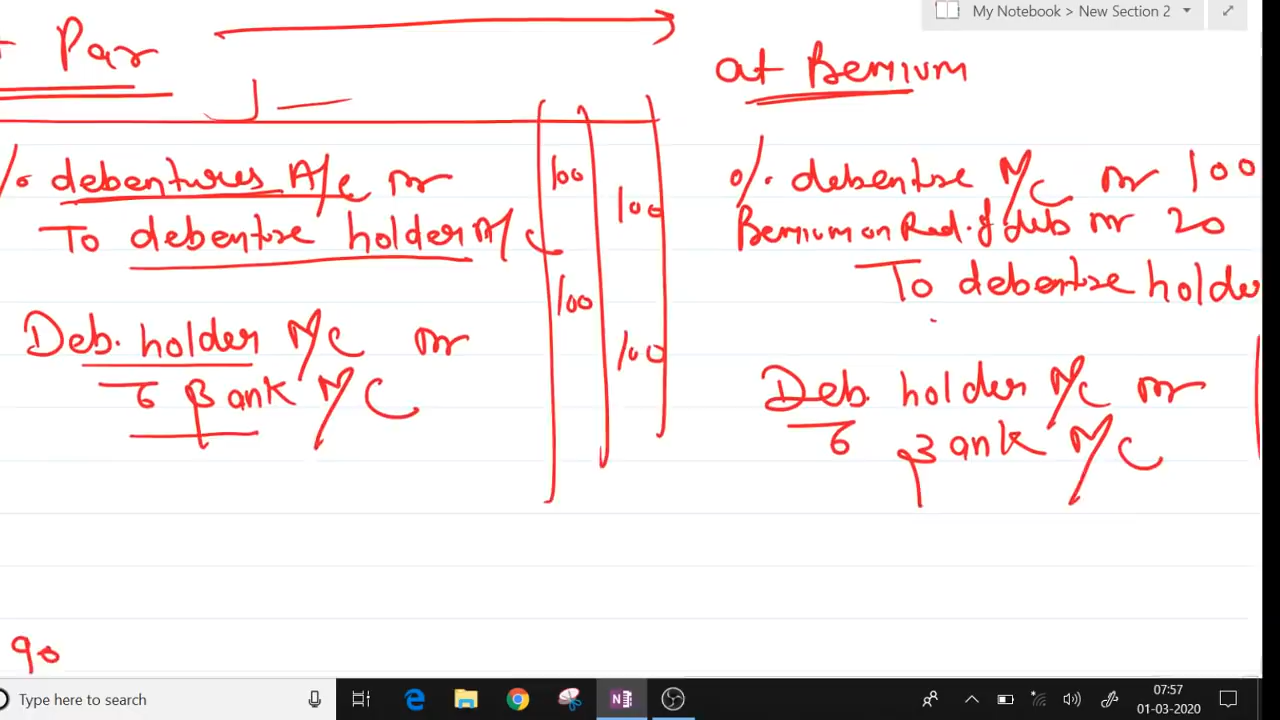 My Notebook > New Section 2
Par
at Premium
J
% debentures A/c Dr 100
To debenture holder A/c 100
Deb. holder A/C Dr 100
To Bank A/C 100
% debenture A/C Dr 100
Premium on Red. of deb Dr 20
To debenture holder
Deb. holder A/C Dr
To Bank A/C
90
Type here to search
07:57
01-03-2020